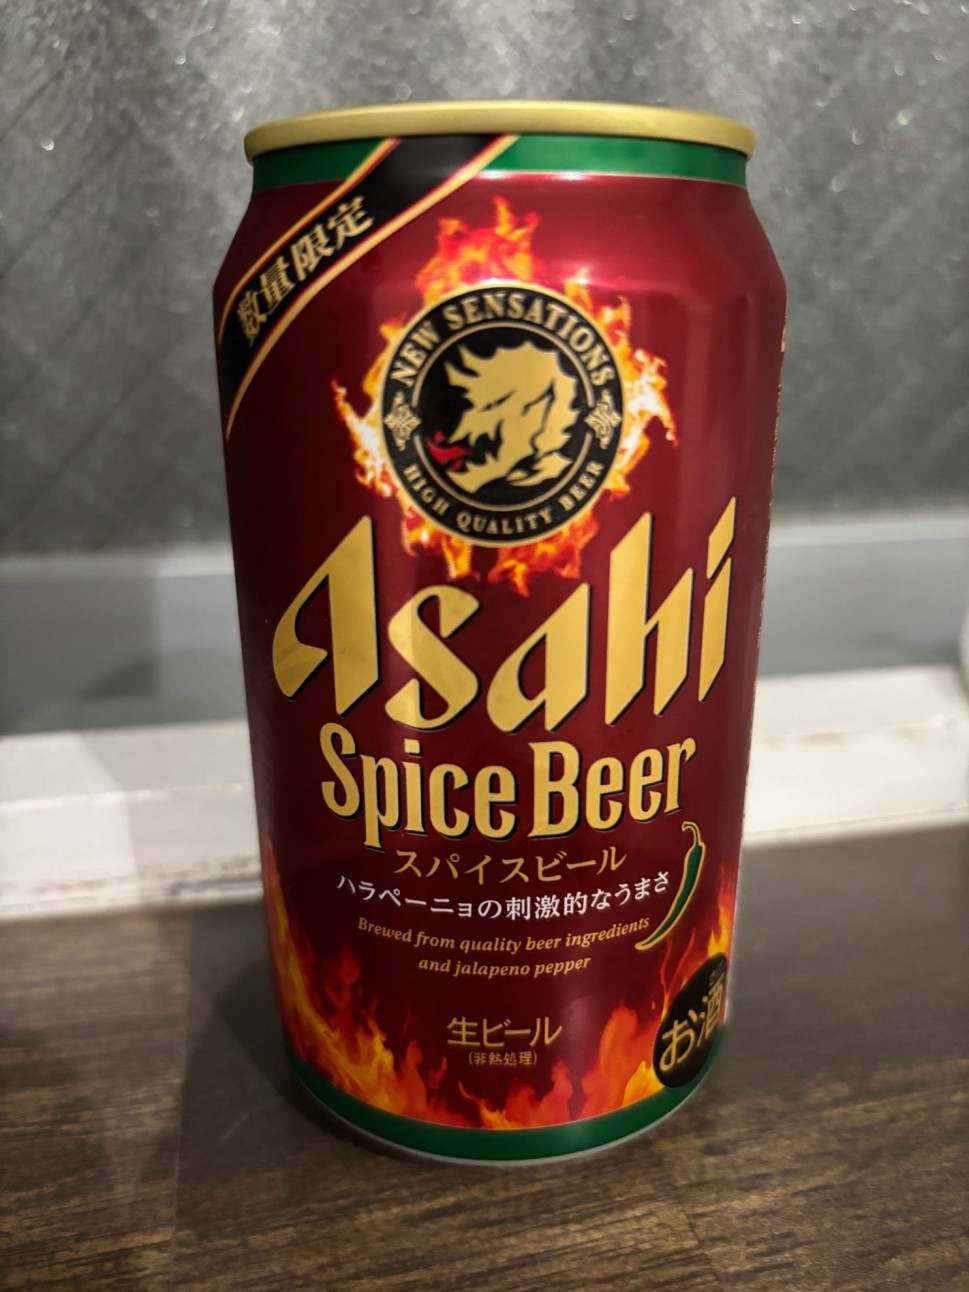 数量限定
NEW SENSATIONS
HIGH QUALITY BEER
Asahi
Spice Beer
スパイスビール
ハラペーニョの刺激的なうまさ
Brewed from quality beer ingredients
and jalapeno pepper
生ビール
(非熱処理)
お酒